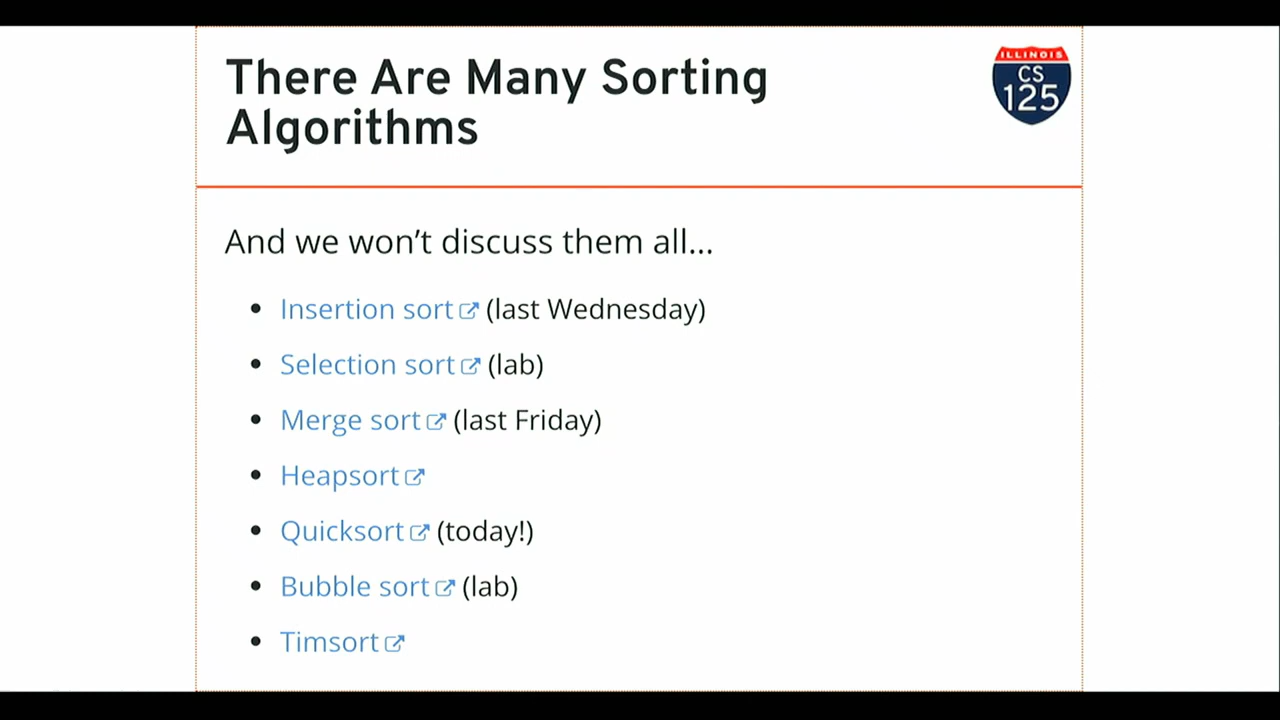 There Are Many Sorting
Algorithms
ILLINOIS
CS
125
And we won’t discuss them all...
• Insertion sort (last Wednesday)
• Selection sort (lab)
• Merge sort (last Friday)
• Heapsort
• Quicksort (today!)
• Bubble sort (lab)
• Timsort